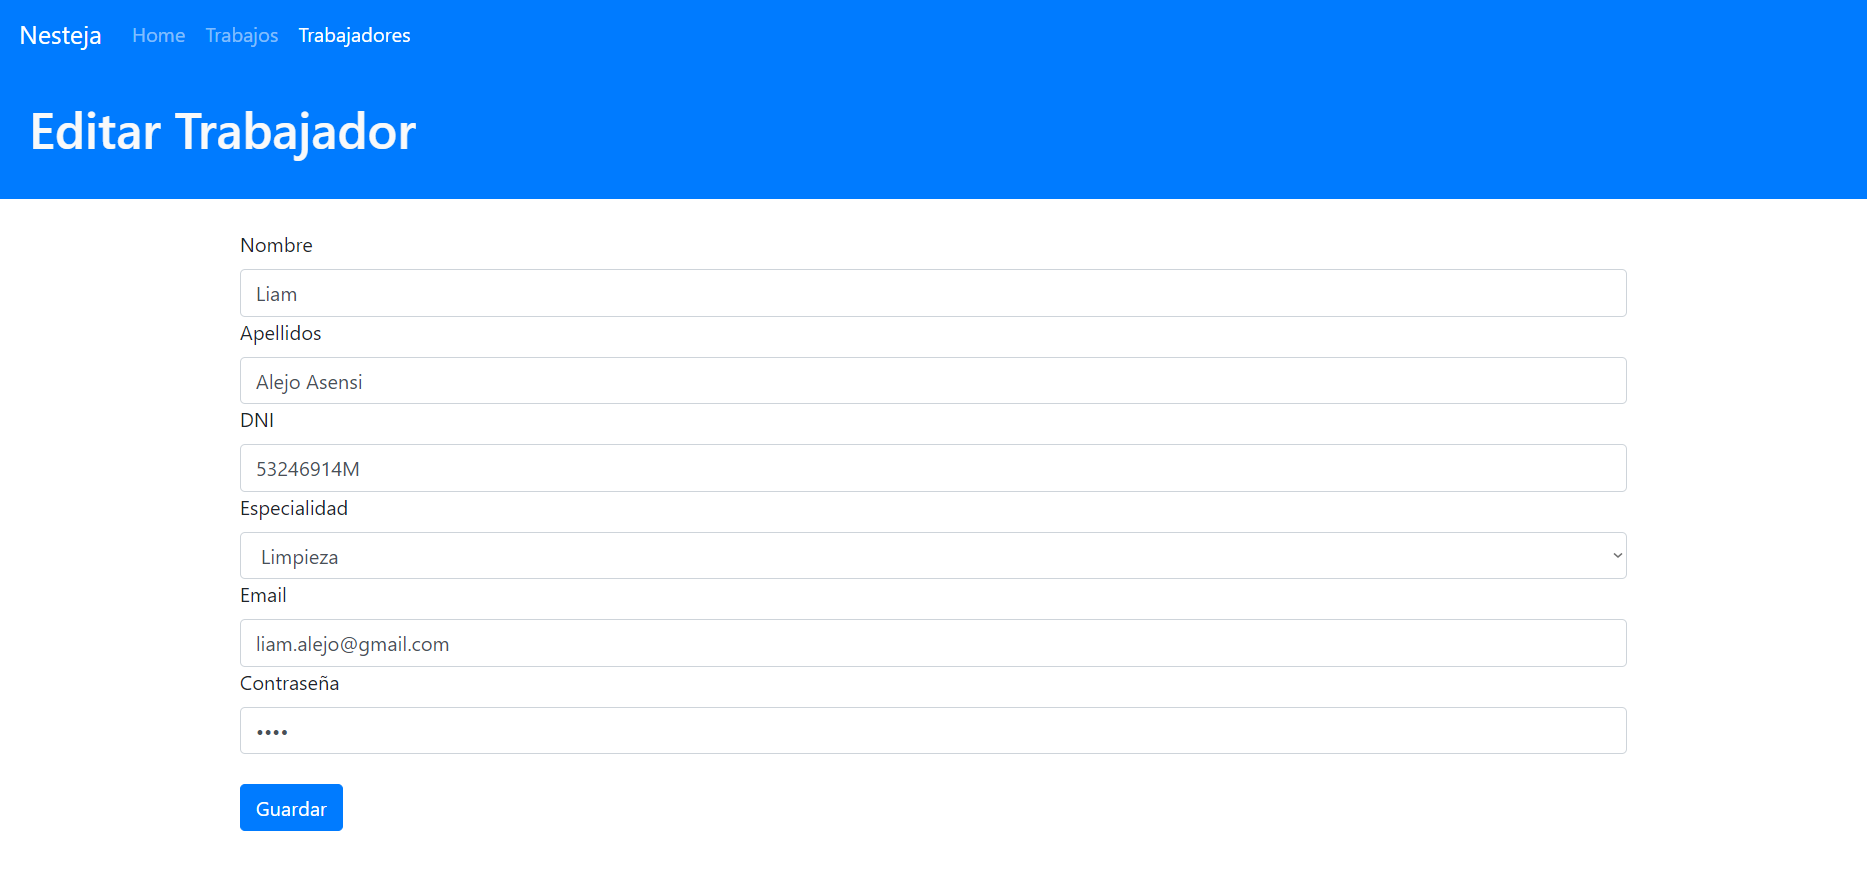 Nesteja Home Trabajos Trabajadores
Editar Trabajador
Nombre
Liam
Apellidos
Alejo Asensi
DNI
53246914M
Especialidad
Limpieza
Email
liam.alejo@gmail.com
Contraseña
••••
Guardar